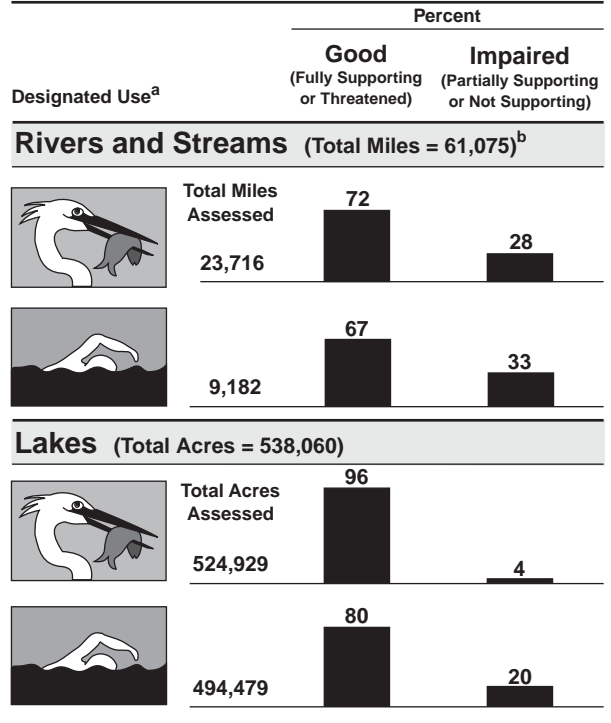 Percent
Good
(Fully Supporting
or Threatened)
Impaired
(Partially Supporting
or Not Supporting)
Designated Use^a
Rivers and Streams (Total Miles = 61,075)^b
Total Miles
Assessed
23,716
72
28
9,182
67
33
Lakes (Total Acres = 538,060)
Total Acres
Assessed
524,929
96
4
494,479
80
20